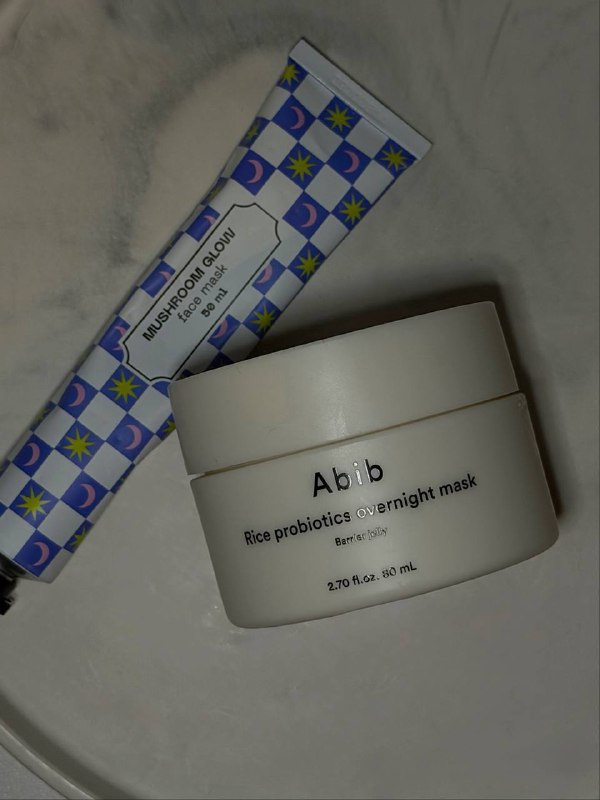 MUSHROOM GLOW
face mask
50 ml
Abib
Rice probiotics overnight mask
Barrier jelly
2.70 fl.oz. 80 mL